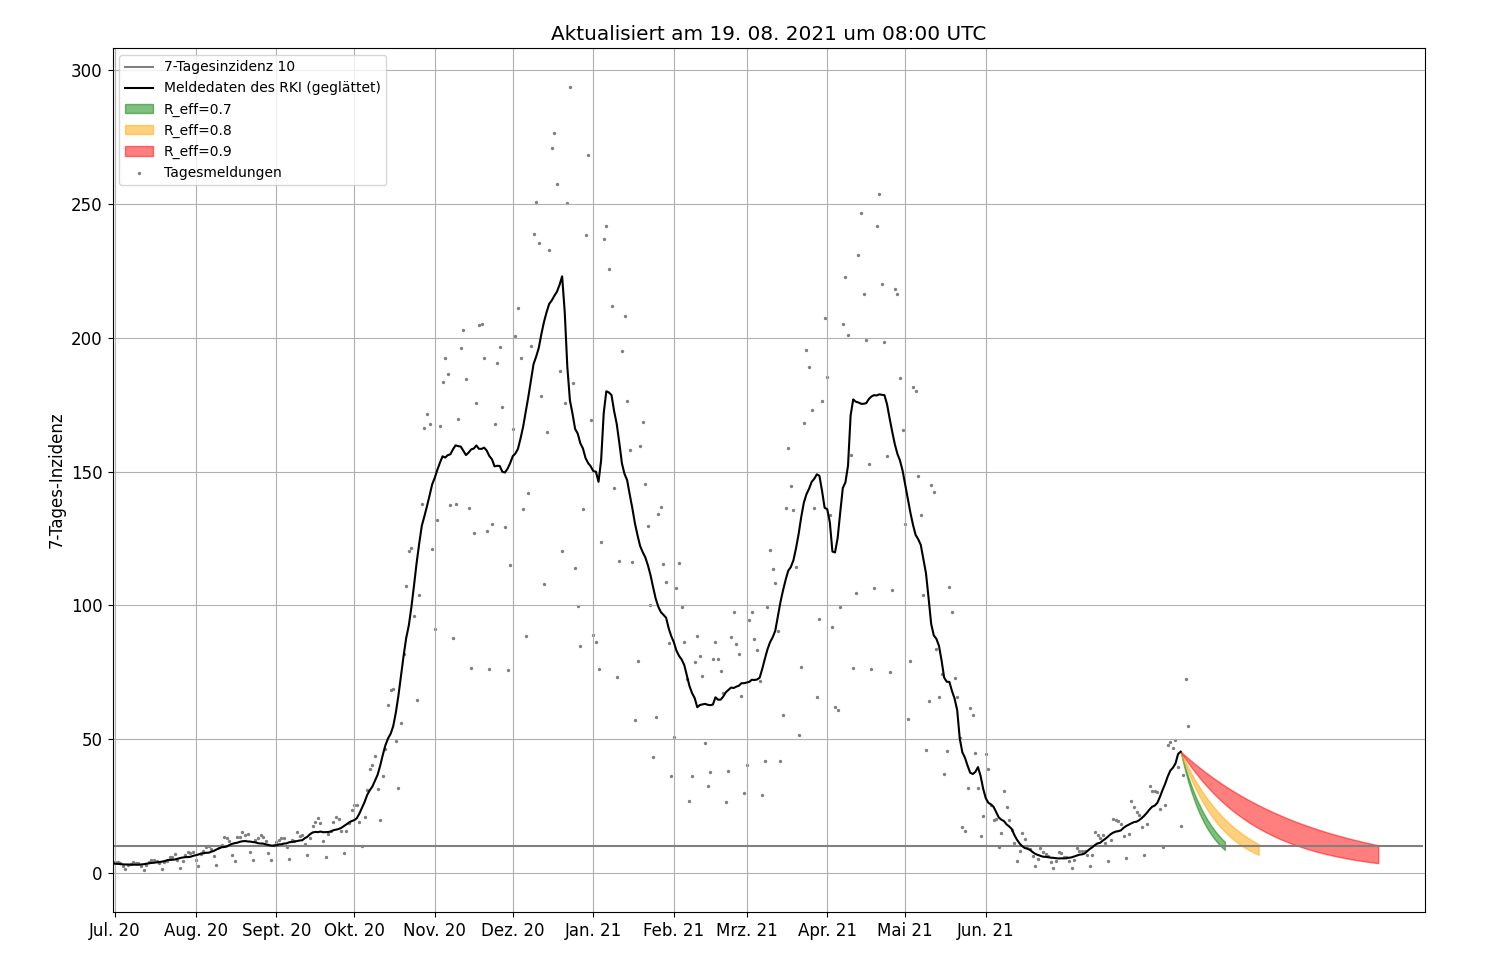 Aktualisiert am 19. 08. 2021 um 08:00 UTC
7-Tagesinzidenz 10
Meldedaten des RKI (geglättet)
R_eff=0.7
R_eff=0.8
R_eff=0.9
Tagesmeldungen
7-Tages-Inzidenz
300
250
200
150
100
50
0
Jul. 20 Aug. 20 Sept. 20 Okt. 20 Nov. 20 Dez. 20 Jan. 21 Feb. 21 Mrz. 21 Apr. 21 Mai 21 Jun. 21